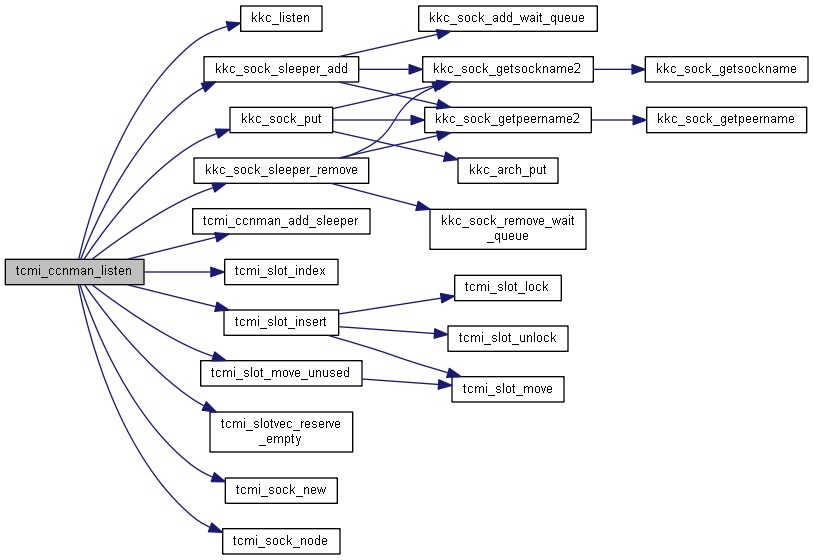 kkc_listen
kkc_sock_add_wait_queue
kkc_sock_sleeper_add
kkc_sock_getsockname2
kkc_sock_getsockname
kkc_sock_put
kkc_sock_getpeername2
kkc_sock_getpeername
kkc_sock_sleeper_remove
kkc_arch_put
tcmi_ccnman_add_sleeper
kkc_sock_remove_wait
_queue
tcmi_ccnman_listen
tcmi_slot_index
tcmi_slot_lock
tcmi_slot_insert
tcmi_slot_unlock
tcmi_slot_move_unused
tcmi_slot_move
tcmi_slotvec_reserve
_empty
tcmi_sock_new
tcmi_sock_node